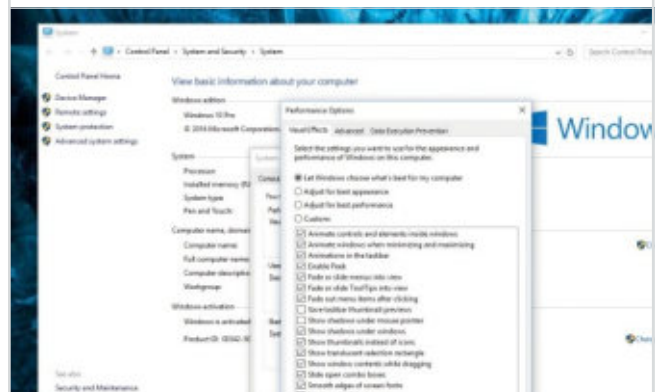 System
Control Panel › System and Security › System
Search Control Pane
Control Panel Home
Device Manager
Remote settings
System protection
Advanced system settings
See also
Security and Maintenance
View basic information about your computer
Windows edition
Windows 10 Pro
© 2016 Microsoft Corporation
System
Processor
Installed memory (RA
System type
Pen and Touch
Computer name, domain
Computer name
Full computer name
Computer descriptio
Workgroup
Windows activation
Windows is activated
Product ID:
Window
Performance Options
Visual Effects
Advanced
Data Execution Prevention
Select the settings you want to use for the appearance and
performance of Windows on this computer.
Let Windows choose what's best for my computer
Adjust for best appearance
Adjust for best performance
Custom
Animate controls and elements inside windows
Animate windows when minimizing and maximizing
Animations in the taskbar
Enable Peek
Fade or slide menus into view
Fade or slide ToolTips into view
Fade out menu items after clicking
Save taskbar thumbnail previews
Show shadows under mouse pointer
Show shadows under windows
Show thumbnails instead of icons
Show translucent selection rectangle
Show window contents while dragging
Slide open combo boxes
Smooth edges of screen fonts